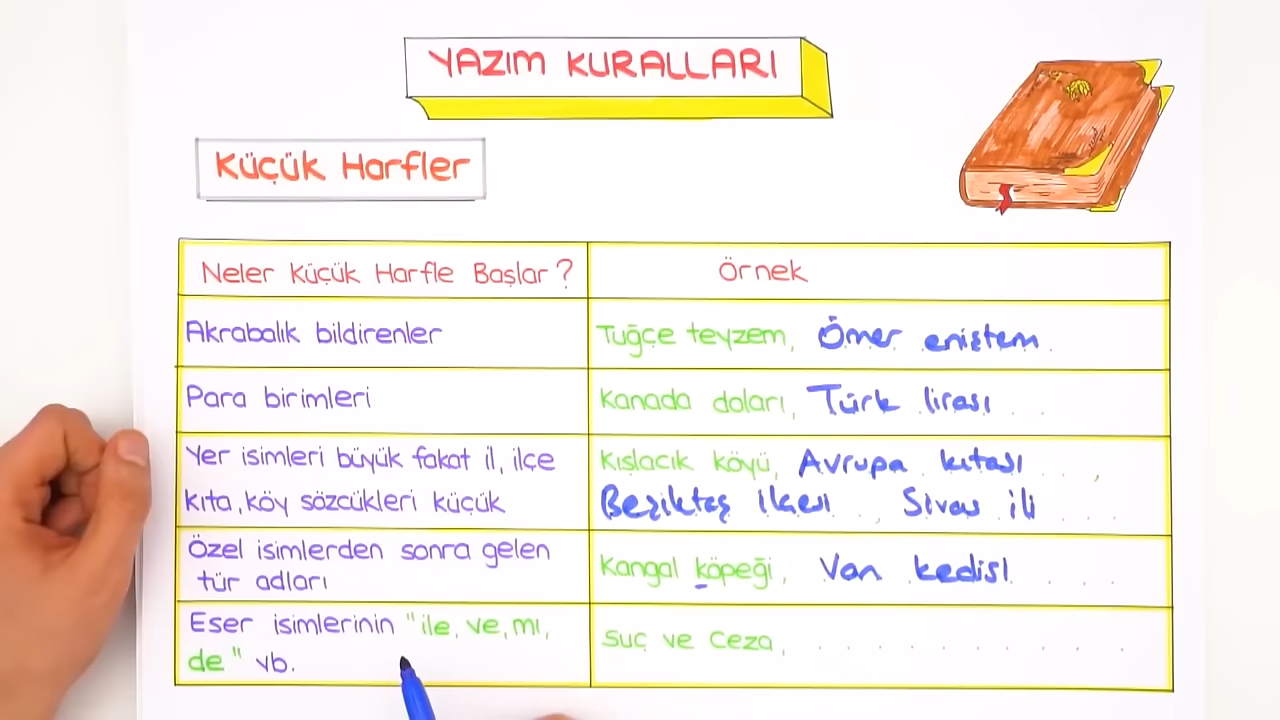 YAZIM KURALLARI
Küçük Harfler
Neler Küçük Harfle Başlar?
Örnek
Akrabalık bildirenler
Tuğçe teyzem, Ömer eniştem
Para birimleri
Kanada doları, Türk lirası
Yer isimleri büyük fakat il, ilçe
kıta, köy sözcükleri küçük
Kışlacık köyü, Avrupa kıtası,
Beşiktaş ilçesi, Sivas ili
Özel isimlerden sonra gelen
tür adları
Kangal köpeği, Van kedisi
Eser isimlerinin "ile, ve, mı,
de" vb.
Suç ve Ceza,